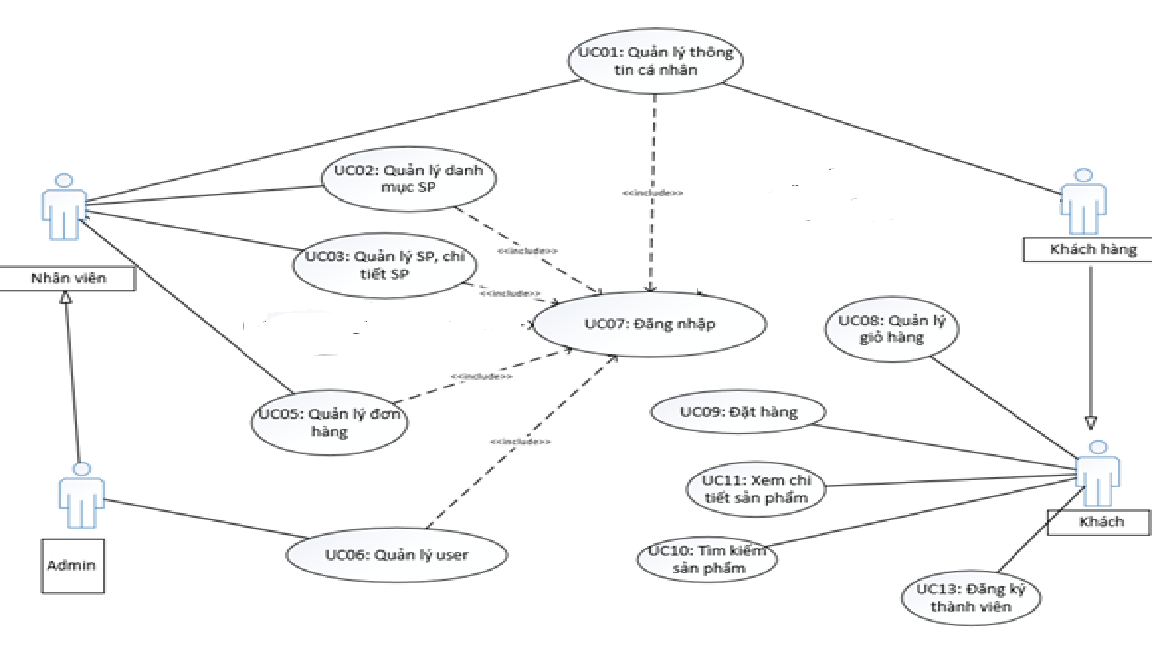 UC01: Quản lý thông
tin cá nhân
UC02: Quản lý danh
mục SP
<<include>>
Nhân viên
Khách hàng
UC03: Quản lý SP, chi
tiết SP
<<include>>
<<include>>
UC07: Đăng nhập
UC08: Quản lý
giỏ hàng
<<include>>
UC05: Quản lý đơn
hàng
UC09: Đặt hàng
<<include>>
UC11: Xem chi
tiết sản phẩm
Khách
Admin
UC06: Quản lý user
UC10: Tìm kiếm
sản phẩm
UC13: Đăng ký
thành viên